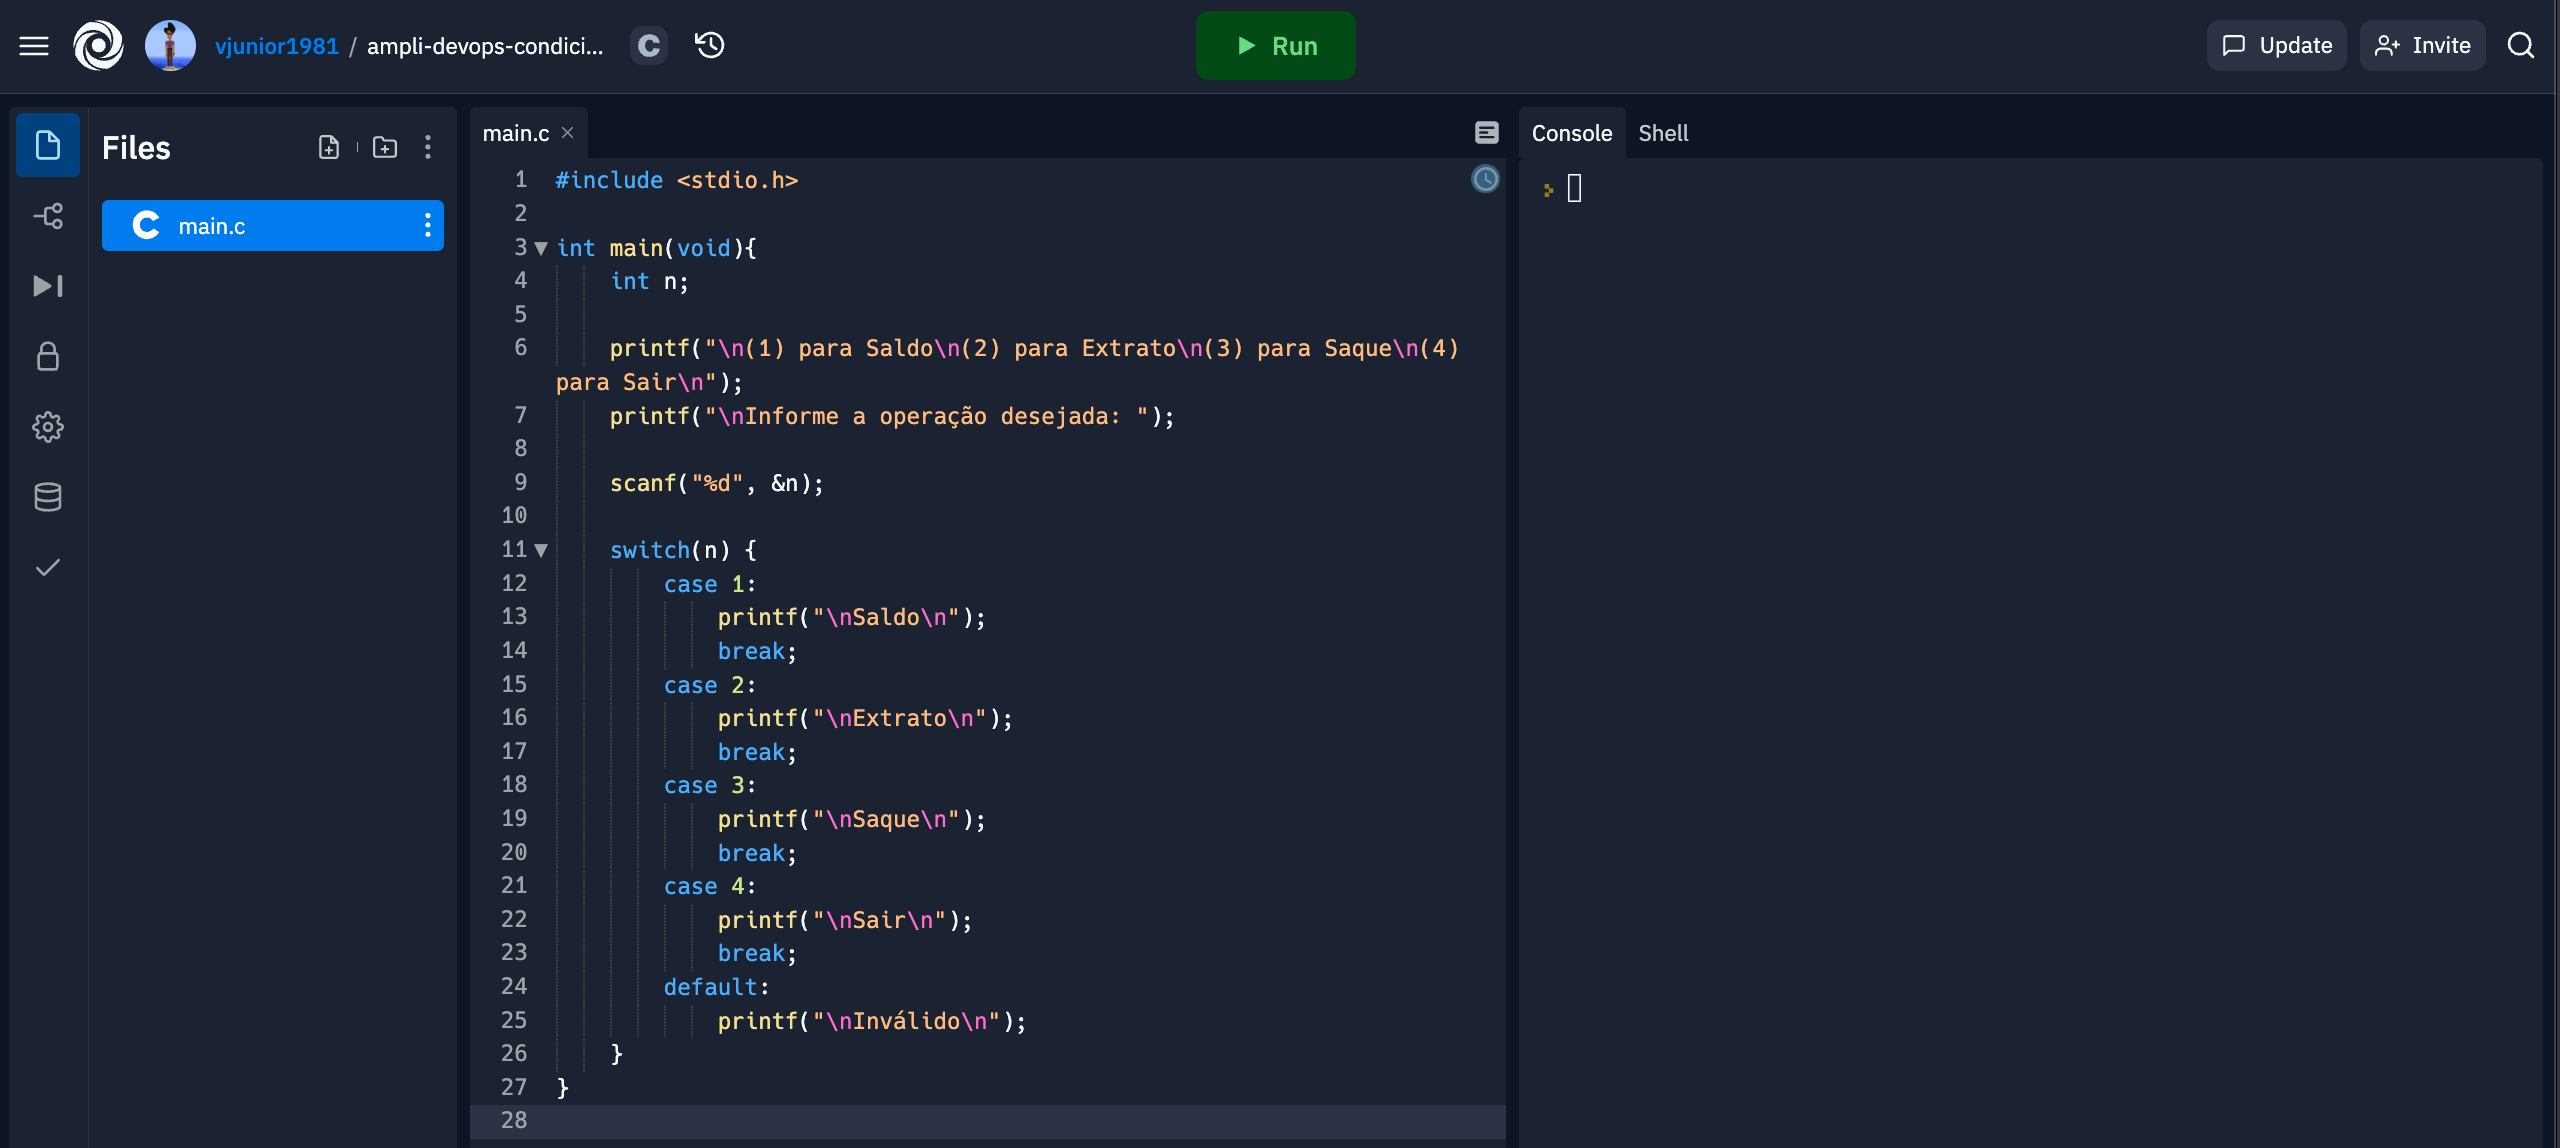 vjunior1981 / ampli-devops-condici...
C
Run
Update
Invite
Files
main.c
main.c
Console
Shell
1 #include <stdio.h>
2
3 int main(void){
4 int n;
5
6 printf("\n(1) para Saldo\n(2) para Extrato\n(3) para Saque\n(4)
para Sair\n");
7 printf("\nInforme a operação desejada: ");
8
9 scanf("%d", &n);
10
11 switch(n) {
12 case 1:
13 printf("\nSaldo\n");
14 break;
15 case 2:
16 printf("\nExtrato\n");
17 break;
18 case 3:
19 printf("\nSaque\n");
20 break;
21 case 4:
22 printf("\nSair\n");
23 break;
24 default:
25 printf("\nInválido\n");
26 }
27 }
28